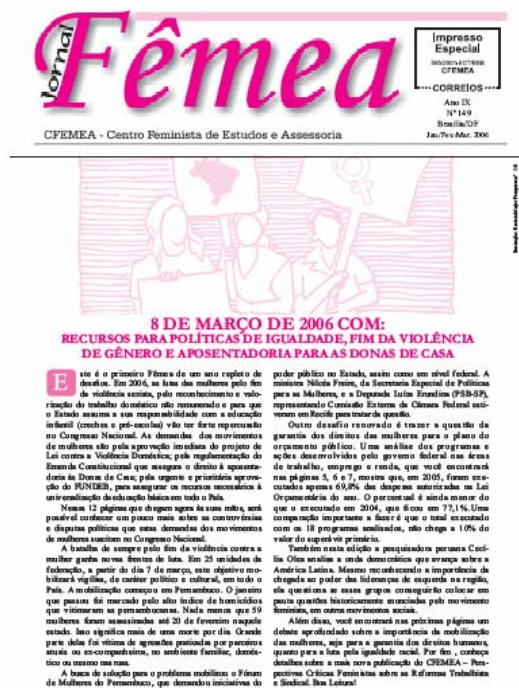 Jornal
Fêmea
CFEMEA - Centro Feminista de Estudos e Assessoria
Impresso
Especial
CFEMEA
CORREIOS
Ano IX
Nº 149
Brasília/DF
Jan/Fev/Mar. 2006
8 DE MARÇO DE 2006 COM:
RECURSOS PARA POLÍTICAS DE IGUALDADE, FIM DA VIOLÊNCIA
DE GÊNERO E APOSENTADORIA PARA AS DONAS DE CASA
Este é o primeiro Fêmea de um ano repleto de
desafios. Em 2006, as lutas das mulheres pelo fim
da violência sexista, pelo reconhecimento e valo-
rização do trabalho doméstico não remunerado e para que
o Estado assuma a sua responsabilidade com a educação
infantil (creches e pré-escolas) vão ter forte repercussão
no Congresso Nacional. As demandas dos movimentos
de mulheres são pela aprovação imediata do projeto de
Lei contra a Violência Doméstica; pela regulamentação do
Emenda Constitucional que assegura o direito à aposenta-
doria às Donas de Casa; pela urgente e prioritária aprova-
ção do FUNDEB, para assegurar os recursos necessários à
universalização da educação básica em todo o País.
Nessas 12 páginas que chegam agora às suas mãos, será
possível conhecer um pouco mais sobre as controvérsias
e disputas políticas que estas demandas dos movimentos
de mulheres suscitam no Congresso Nacional.
A batalha de sempre pelo fim da violência contra a
mulher ganha novas frentes de luta. Em 25 unidades da
federação, a partir do dia 7 de março, este objetivo mo-
bilizará vigílias, de caráter político e cultural, em todo o
País. A mobilização começou em Pernambuco. O janeiro
que passou foi marcado pelo alto índice de homicídios
que vitimaram as pernambucanas. Nada menos que 59
mulheres foram assassinadas até 20 de fevereiro naquele
estado. Isso significa mais de uma morte por dia. Grande
parte delas foi vítima de agressões praticadas por parceiros
atuais ou ex-companheiros, no ambiente familiar, domés-
tico ou mesmo nas ruas.
A busca de solução para o problema mobilizou o Fórum
de Mulheres do Pernambuco, que demandou iniciativas do
poder público no Estado, assim como em nível federal. A
ministra Nilcéa Freire, da Secretaria Especial de Políticas
para as Mulheres, e a Deputada Luiza Erundina (PSB-SP),
representando Comissão Externa da Câmara Federal esti-
veram em Recife para tratar da questão.
Outro desafio renovado é trazer a questão da
garantia dos direitos das mulheres para o plano do
orçamento público. Uma análise dos programas e
ações desenvolvidos pelo governo federal nas áreas
de trabalho, emprego e renda, que você encontrará
nas páginas 5, 6 e 7, mostra que, em 2005, foram exe-
cutados apenas 69,8% das despesas autorizadas na Lei
Orçamentária do ano. O percentual é ainda menor do
que o executado em 2004, que ficou em 77,1%. Uma
comparação importante a fazer é que o total executado
com os 18 programas analisados, não chega a 10% do
valor do superávit primário.
Também nesta edição a pesquisadora peruana Cecí-
lia Olea analisa a onda democrática que avança sobre a
América Latina. Mesmo reconhecendo a importância da
chegada ao poder das lideranças de esquerda na região,
ela questiona se esses grupos conseguirão colocar em
pauta questões historicamente enunciadas pelo movimento
feminista, em outros movimentos sociais.
Além disso, você encontrará nas próximas páginas um
debate aprofundado sobre a importância da mobilização
das mulheres, seja para a garantia dos direitos humanos,
quanto para a luta pela igualdade racial. Por fim, conheça
detalhes sobre a mais nova publicação do CFEMEA – Pers-
pectivas Críticas Feministas sobre as Reformas Trabalhista
e Sindical. Boa Leitura!